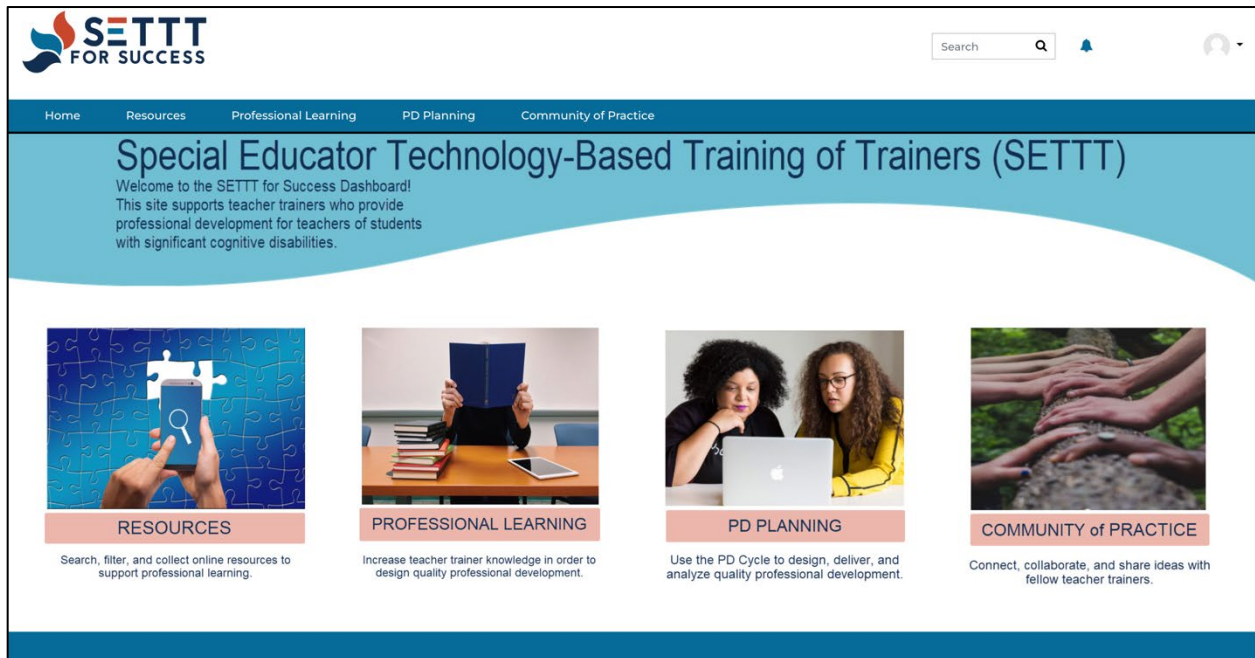 SETTT
FOR SUCCESS
Search
Home Resources Professional Learning PD Planning Community of Practice
Special Educator Technology-Based Training of Trainers (SETTT)
Welcome to the SETTT for Success Dashboard!
This site supports teacher trainers who provide
professional development for teachers of students
with significant cognitive disabilities.
RESOURCES
Search, filter, and collect online resources to
support professional learning.
PROFESSIONAL LEARNING
Increase teacher trainer knowledge in order to
design quality professional development.
PD PLANNING
Use the PD Cycle to design, deliver, and
analyze quality professional development.
COMMUNITY of PRACTICE
Connect, collaborate, and share ideas with
fellow teacher trainers.